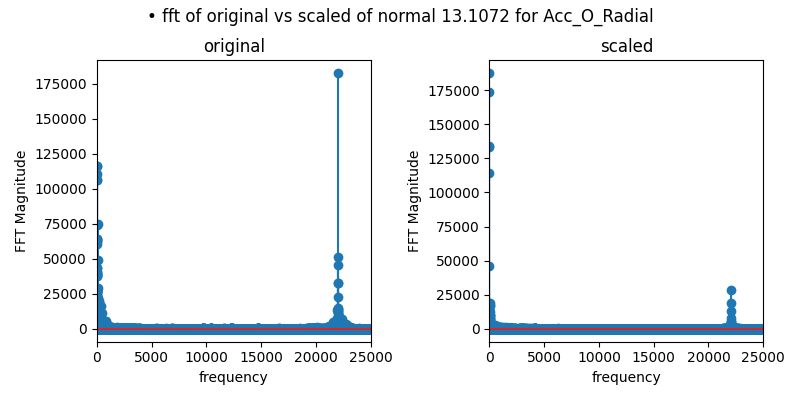 • fft of original vs scaled of normal 13.1072 for Acc_O_Radial
original
175000
150000
125000
100000
75000
50000
25000
0
FFT Magnitude
0 5000 10000 15000 20000 25000
frequency
scaled
175000
150000
125000
100000
75000
50000
25000
0
FFT Magnitude
0 5000 10000 15000 20000 25000
frequency